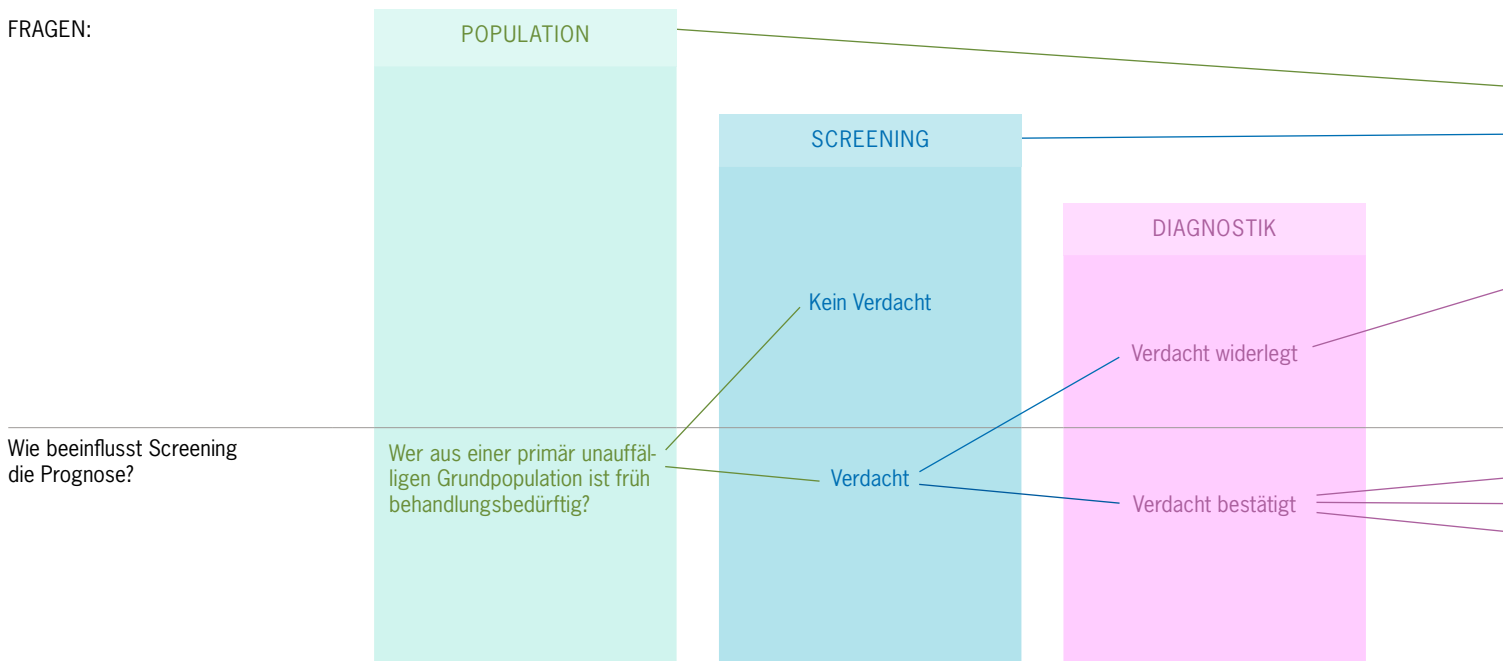 FRAGEN:
POPULATION
SCREENING
DIAGNOSTIK
Kein Verdacht
Verdacht widerlegt
Wie beeinflusst Screening
die Prognose?
Wer aus einer primär unauffäl-
ligen Grundpopulation ist früh
behandlungsbedürftig?
Verdacht
Verdacht bestätigt